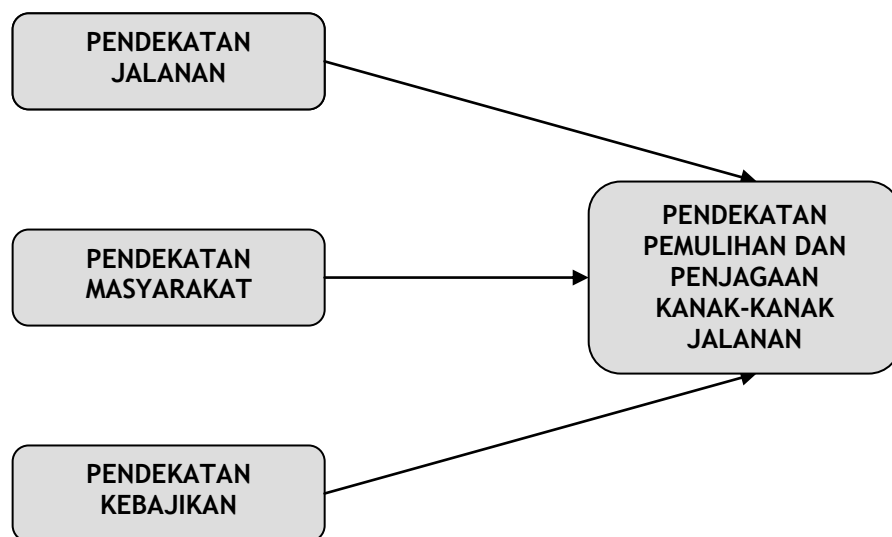 PENDEKATAN
JALANAN
PENDEKATAN
MASYARAKAT
PENDEKATAN
KEBAJIKAN
PENDEKATAN
PEMULIHAN DAN
PENJAGAAN
KANAK-KANAK
JALANAN